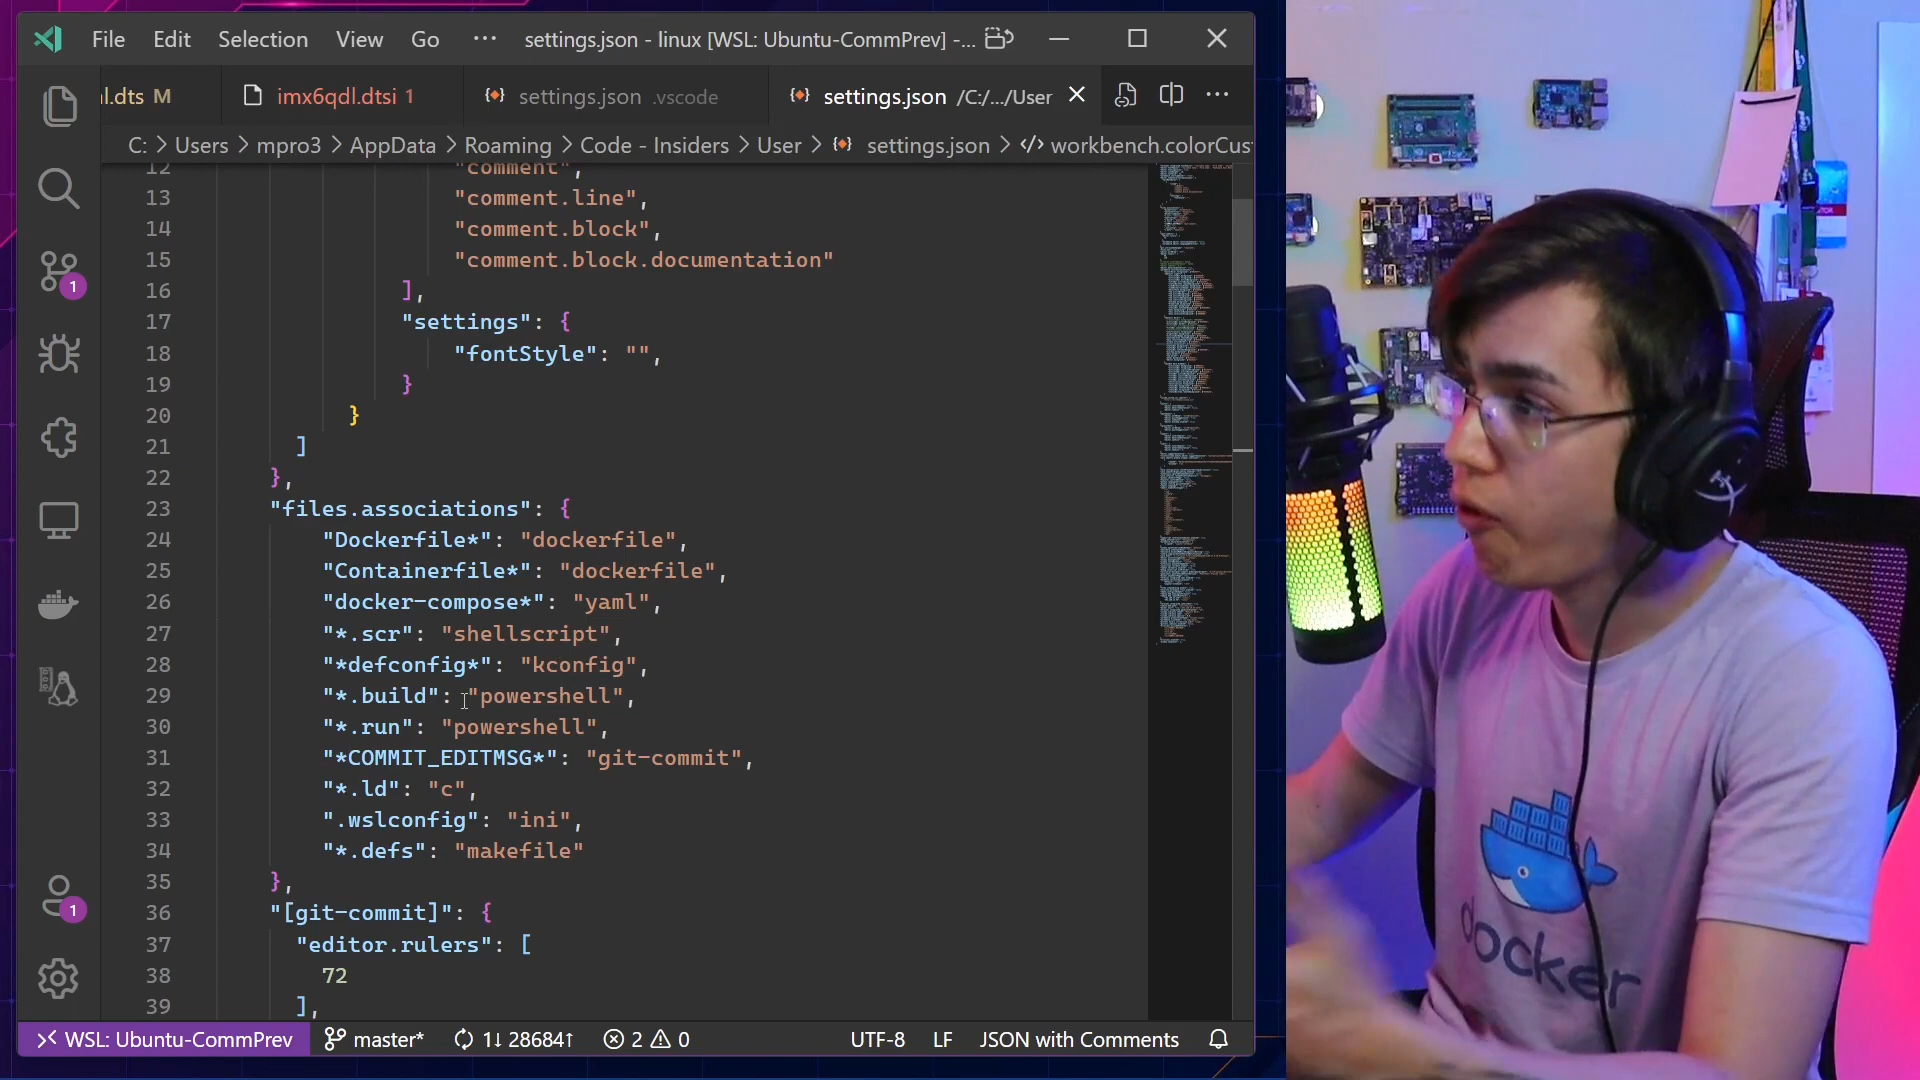 File Edit Selection View Go ··· settings.json - linux [WSL: Ubuntu-CommPrev] -...
l.dts M imx6qdl.dtsi 1 settings.json .vscode settings.json /C:/.../User
C: > Users > mpro3 > AppData > Roaming > Code - Insiders > User > settings.json > workbench.colorCus
12 "comment",
13 "comment.line",
14 "comment.block",
15 "comment.block.documentation"
16 ],
17 "settings": {
18 "fontStyle": "",
19 }
20 }
21 ]
22 },
23 "files.associations": {
24 "Dockerfile*": "dockerfile",
25 "Containerfile*": "dockerfile",
26 "docker-compose*": "yaml",
27 "*.scr": "shellscript",
28 "*defconfig*": "kconfig",
29 "*.build": "powershell",
30 "*.run": "powershell",
31 "*COMMIT_EDITMSG*": "git-commit",
32 "*.ld": "c",
33 ".wslconfig": "ini",
34 "*.defs": "makefile"
35 },
36 "[git-commit]": {
37 "editor.rulers": [
38 72
39 ],
1
1
WSL: Ubuntu-CommPrev master* 1↓ 28684↑ 2 0 UTF-8 LF JSON with Comments
docker